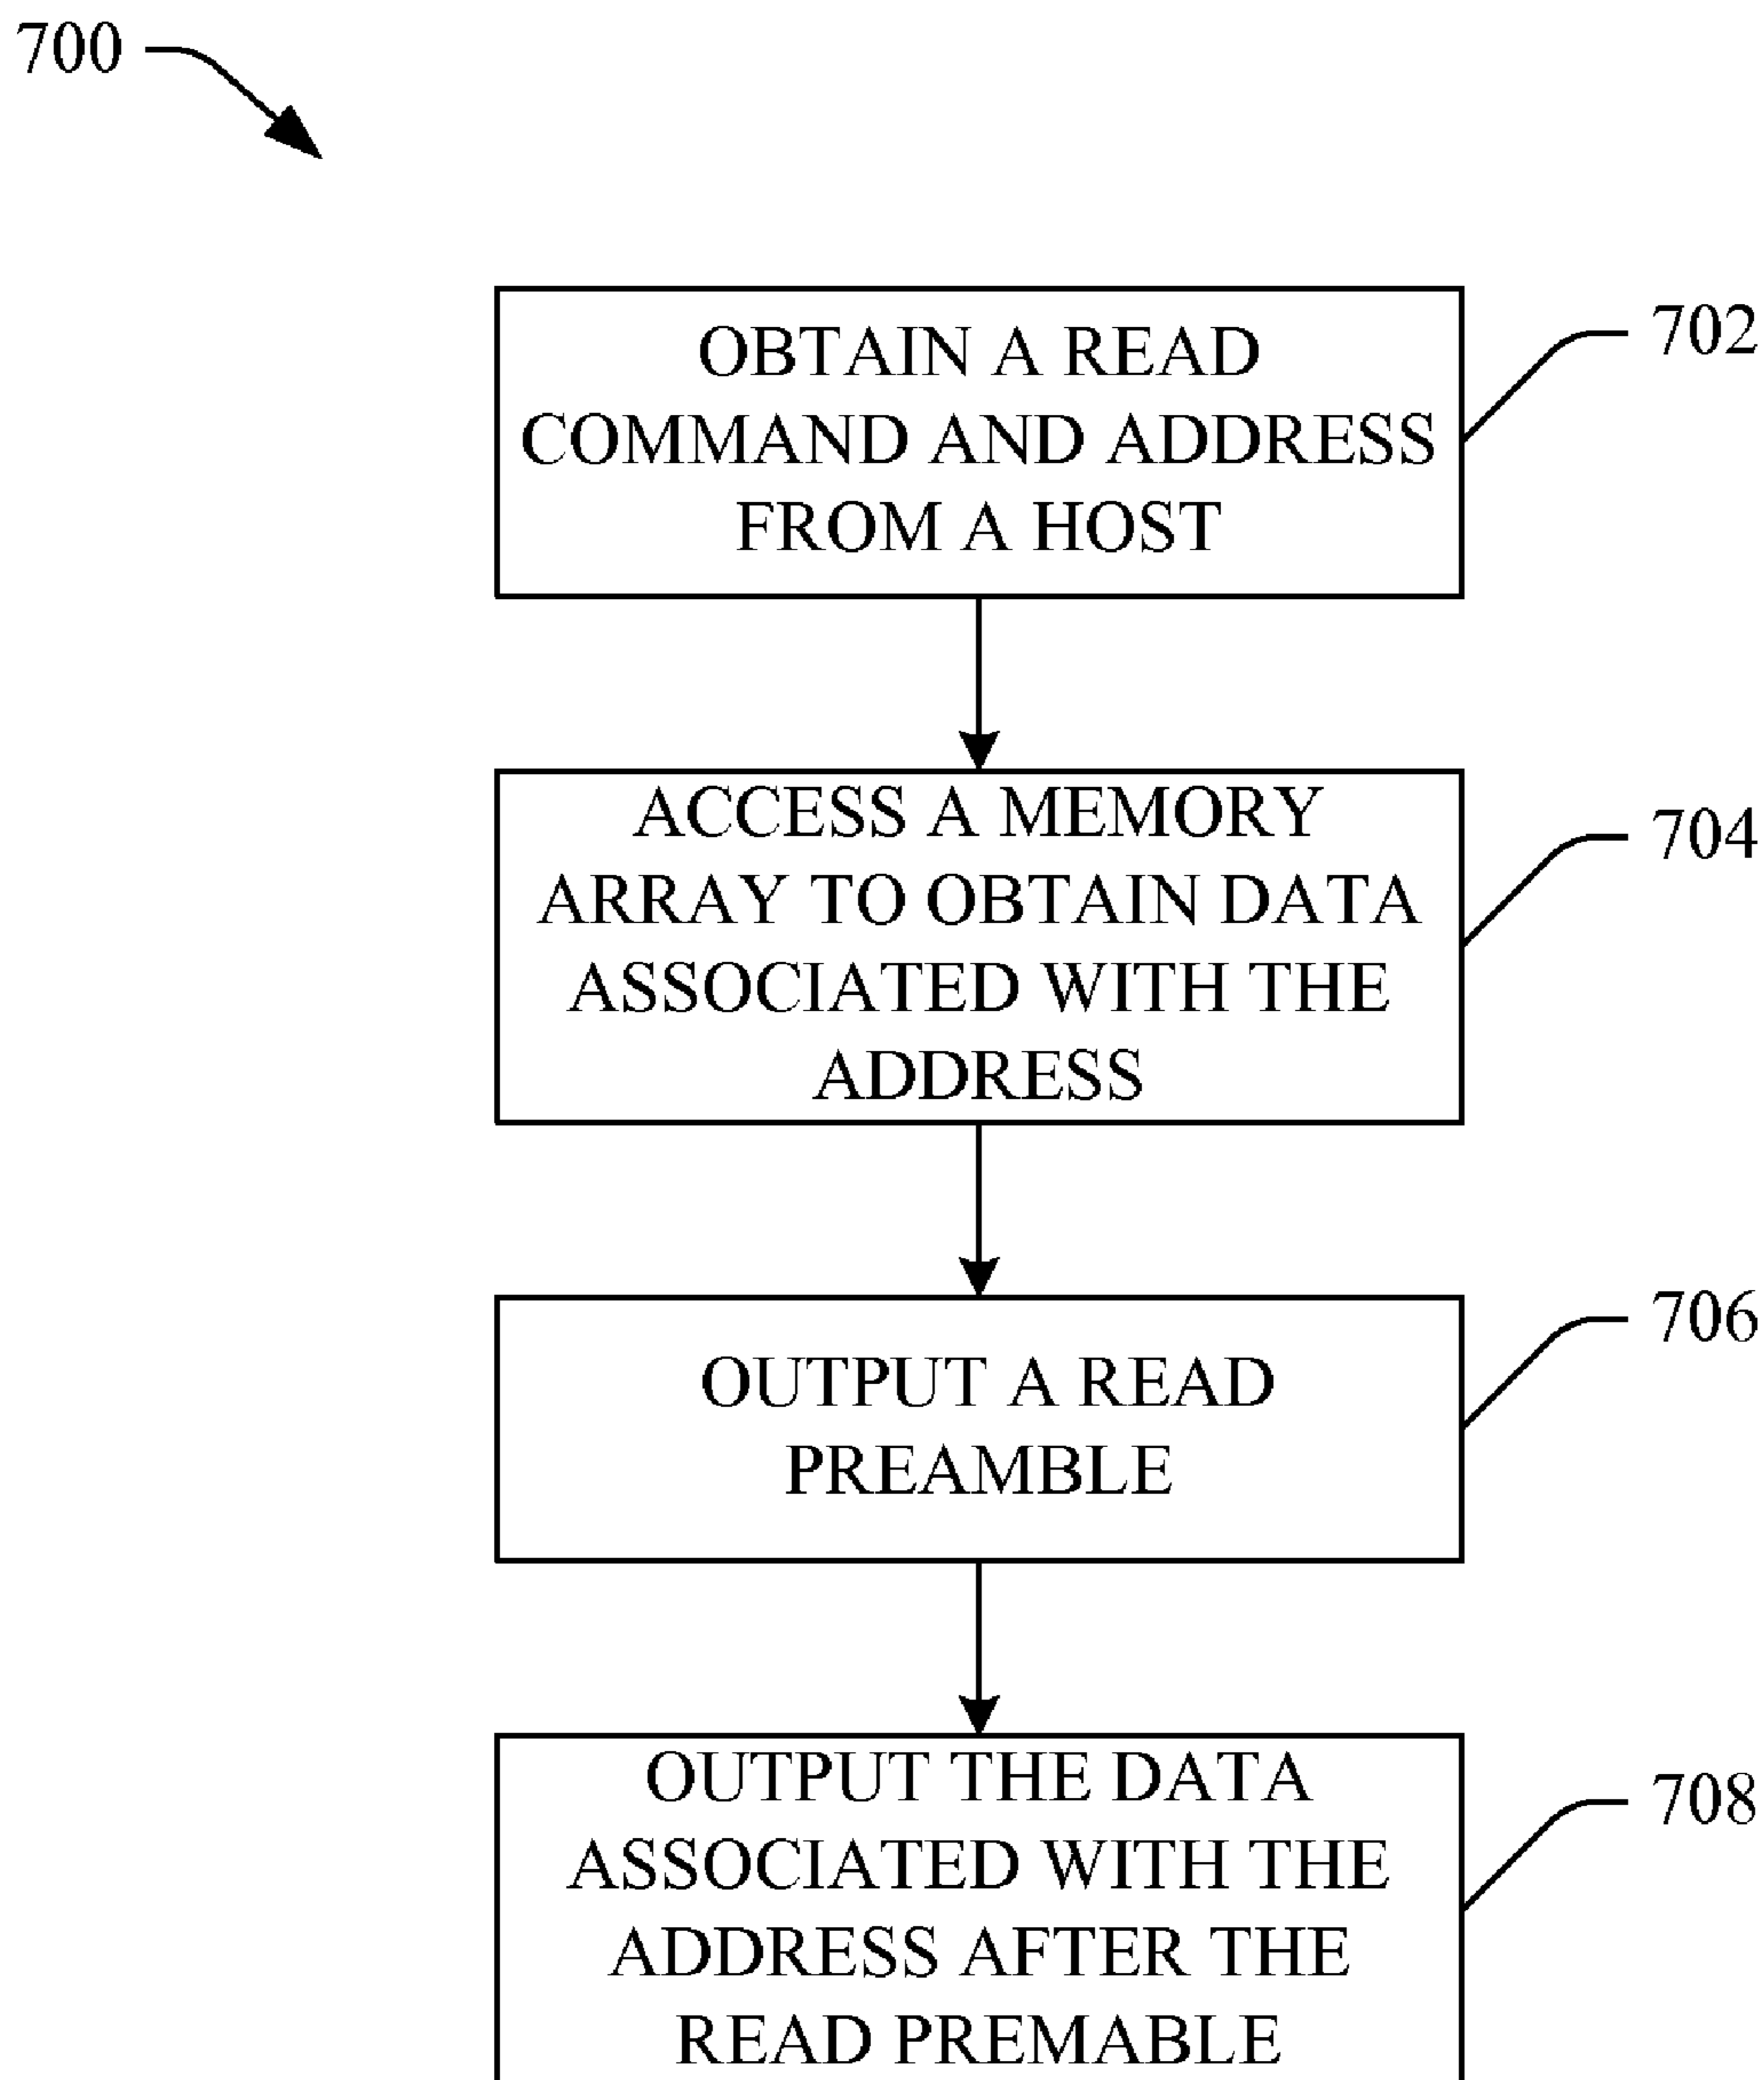 700
OBTAIN A READ
COMMAND AND ADDRESS
FROM A HOST
702
ACCESS A MEMORY
ARRAY TO OBTAIN DATA
ASSOCIATED WITH THE
ADDRESS
704
OUTPUT A READ
PREAMBLE
706
OUTPUT THE DATA
ASSOCIATED WITH THE
ADDRESS AFTER THE
READ PREMABLE
708